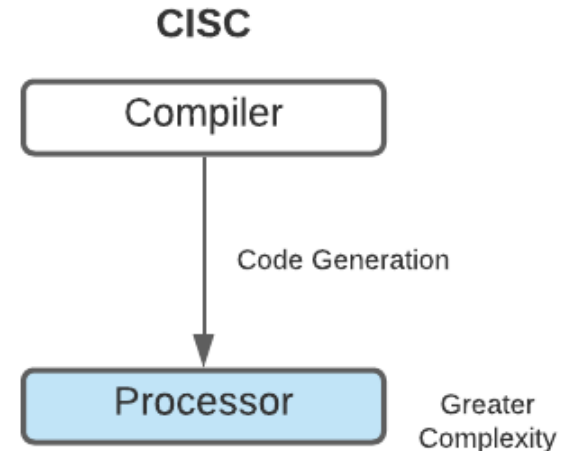 CISC
Compiler
Code Generation
Processor
Greater
Complexity